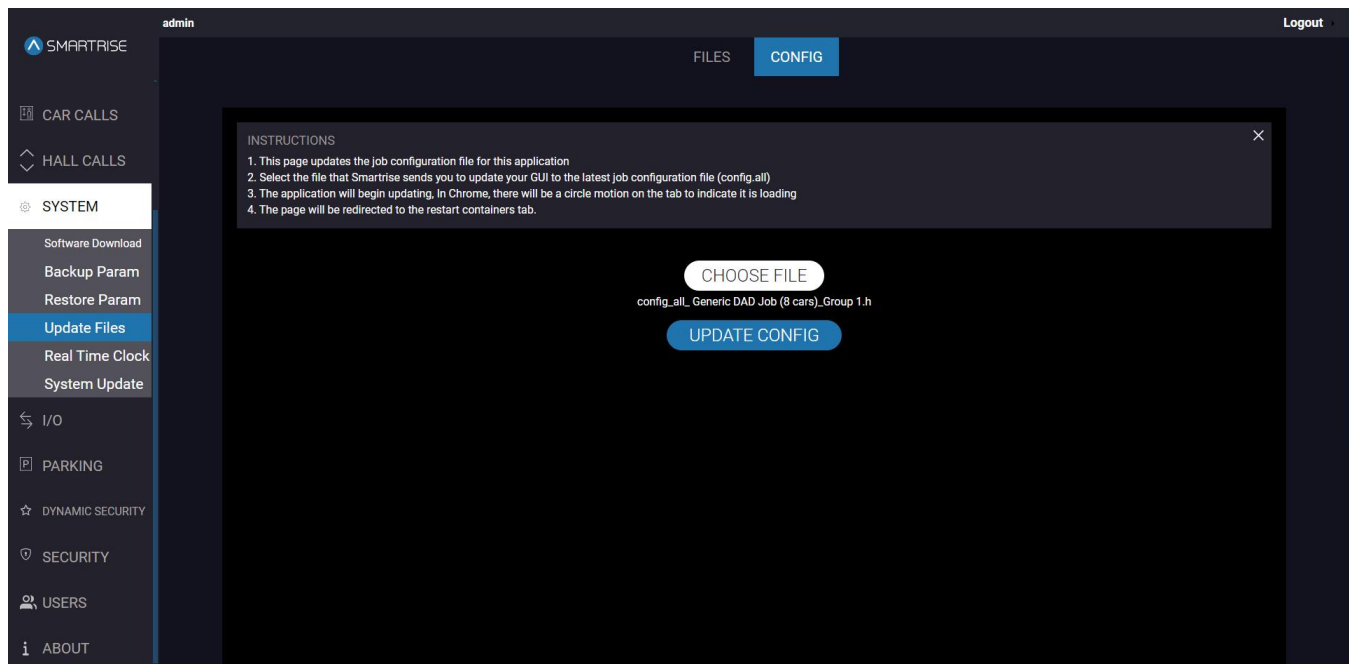 admin
Logout
SMARTRISE
FILES
CONFIG
CAR CALLS
HALL CALLS
SYSTEM
Software Download
Backup Param
Restore Param
Update Files
Real Time Clock
System Update
I/O
P PARKING
DYNAMIC SECURITY
SECURITY
USERS
i ABOUT
INSTRUCTIONS
1. This page updates the job configuration file for this application
2. Select the file that Smartrise sends you to update your GUI to the latest job configuration file (config.all)
3. The application will begin updating, In Chrome, there will be a circle motion on the tab to indicate it is loading
4. The page will be redirected to the restart containers tab.
CHOOSE FILE
config_all_ Generic DAD Job (8 cars)_Group 1.h
UPDATE CONFIG